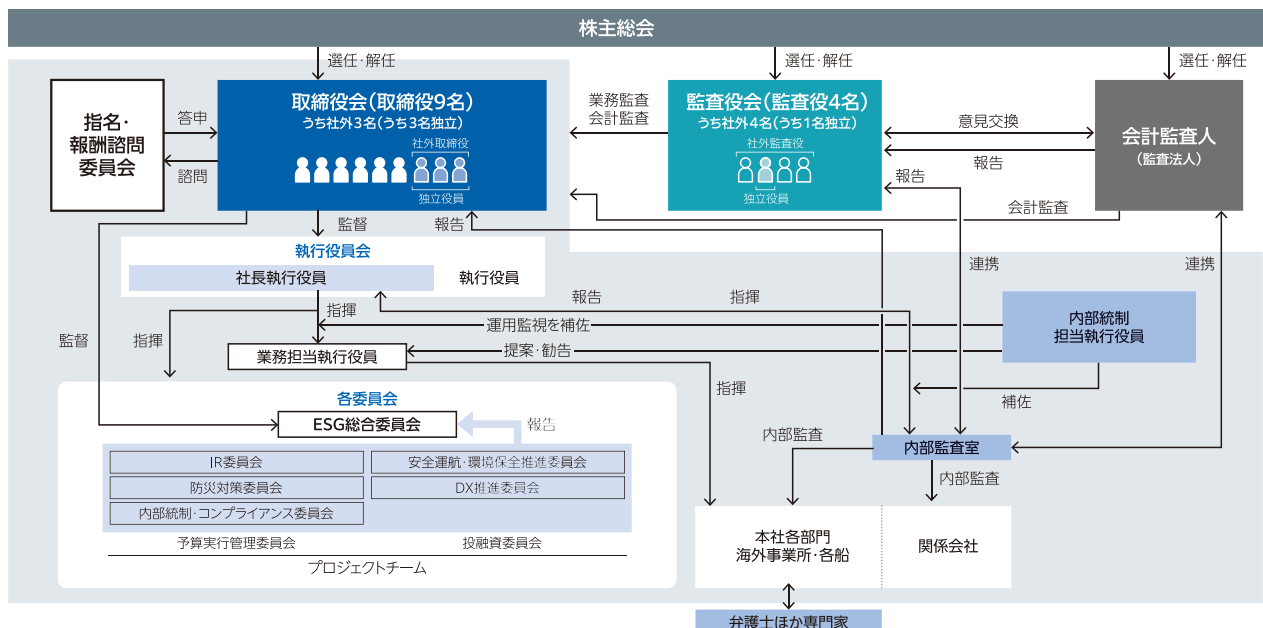 株主総会
選任・解任
選任・解任
選任・解任
指名・
報酬諮問
委員会
答申
諮問
取締役会(取締役9名)
うち社外3名(うち3名独立)
社外取締役
独立役員
業務監査
会計監査
監査役会(監査役4名)
うち社外4名(うち1名独立)
社外監査役
独立役員
意見交換
報告
会計監査人
(監査法人)
報告
会計監査
監督
報告
執行役員会
社長執行役員
執行役員
連携
連携
報告
指揮
指揮
運用監視を補佐
内部統制
担当執行役員
監督
指揮
業務担当執行役員
提案・勧告
指揮
補佐
各委員会
ESG総合委員会
報告
内部監査
内部監査室
内部監査
IR委員会
安全運航・環境保全推進委員会
防災対策委員会
DX推進委員会
内部統制・コンプライアンス委員会
予算実行管理委員会
投融資委員会
プロジェクトチーム
本社各部門
海外事業所・各船
関係会社
弁護士ほか専門家